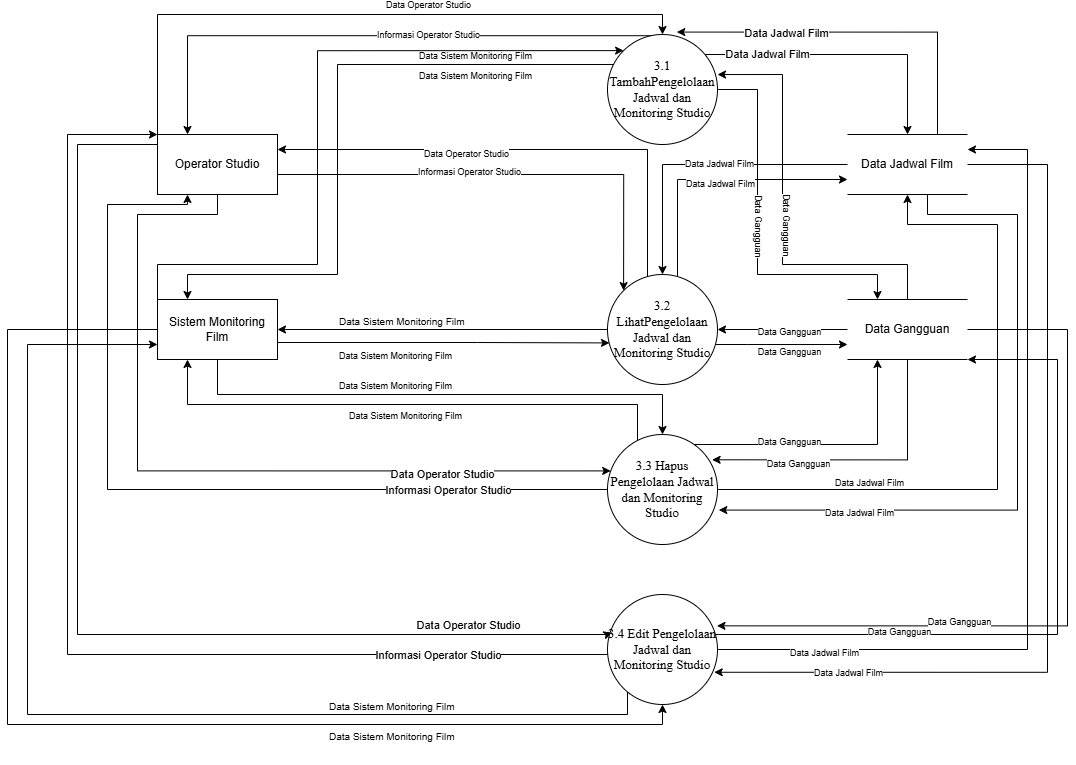 Data Operator Studio
Informasi Operator Studio
Data Jadwal Film
Data Sistem Monitoring Film
Data Jadwal Film
3.1
TambahPengelolaan
Jadwal dan
Monitoring Studio
Data Sistem Monitoring Film
Operator Studio
Data Operator Studio
Informasi Operator Studio
Data Jadwal Film
Data Jadwal Film
Data Jadwal Film
Data Gangguan
Data Gangguan
Sistem Monitoring
Film
Data Sistem Monitoring Film
Data Sistem Monitoring Film
3.2
LihatPengelolaan
Jadwal dan
Monitoring Studio
Data Gangguan
Data Gangguan
Data Gangguan
Data Sistem Monitoring Film
Data Sistem Monitoring Film
Data Gangguan
Data Gangguan
Data Operator Studio
Informasi Operator Studio
3.3 Hapus
Pengelolaan Jadwal
dan Monitoring
Studio
Data Jadwal Film
Data Jadwal Film
Data Operator Studio
Informasi Operator Studio
3.4 Edit Pengelolaan
Jadwal dan
Monitoring Studio
Data Gangguan
Data Gangguan
Data Jadwal Film
Data Jadwal Film
Data Sistem Monitoring Film
Data Sistem Monitoring Film